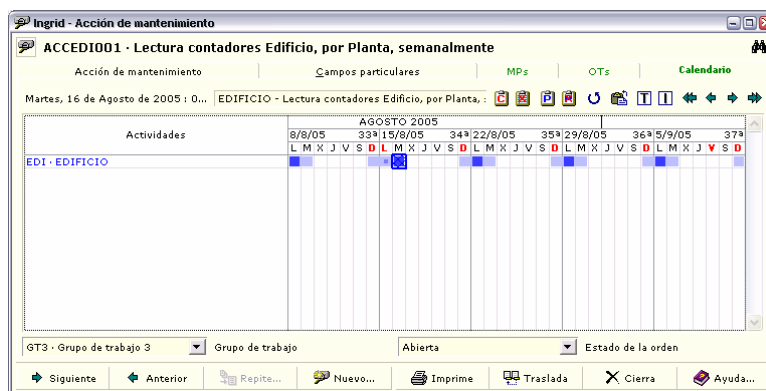 Ingrid - Acción de mantenimiento
ACCEDI001 · Lectura contadores Edificio, por Planta, semanalmente
Acción de mantenimiento Campos particulares MPs OTs Calendario
Martes, 16 de Agosto de 2005 : 0... EDIFICIO - Lectura contadores Edificio, por Planta, : C P R T I
AGOSTO 2005
Actividades 8/8/05 33ª 15/8/05 34ª 22/8/05 35ª 29/8/05 36ª 5/9/05 37ª
L M X J V S D L M X J V S D L M X J V S D L M X J V S D L M X J V S D
EDI · EDIFICIO
GT3 · Grupo de trabajo 3 Grupo de trabajo Abierta Estado de la orden
Siguiente Anterior Repite... Nuevo... Imprime Traslada Cierra Ayuda...